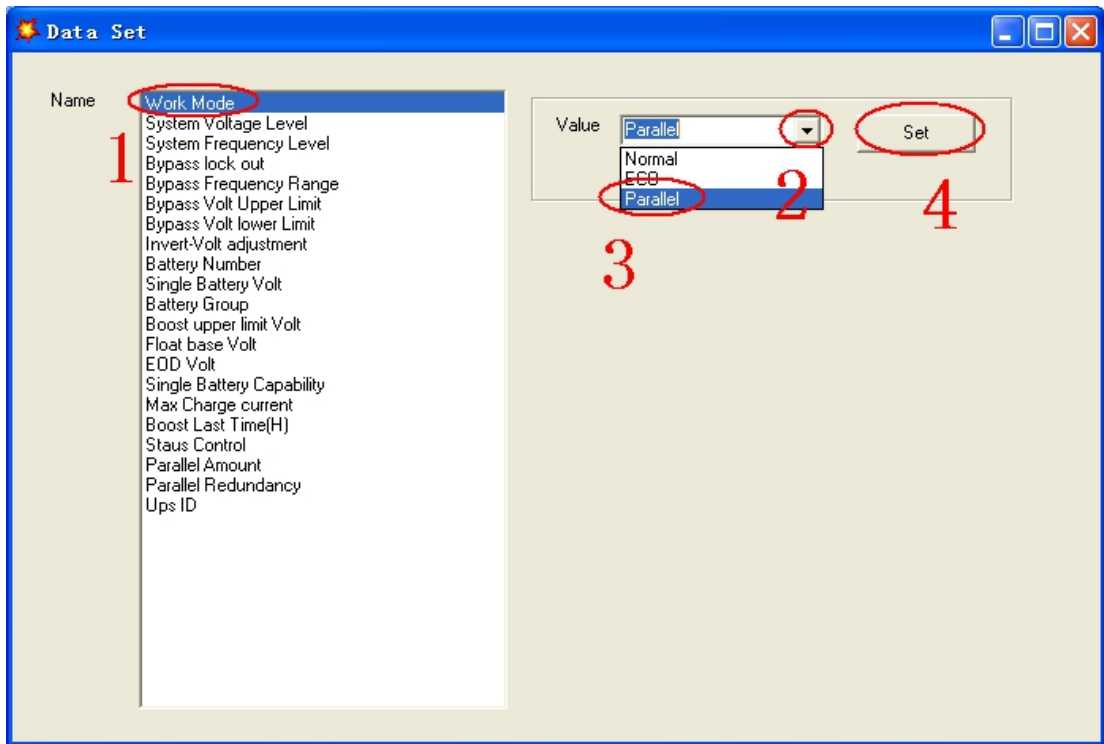 Data Set
Name
Work Mode
System Voltage Level
System Frequency Level
Bypass lock out
Bypass Frequency Range
Bypass Volt Upper Limit
Bypass Volt lower Limit
Invert-Volt adjustment
Battery Number
Single Battery Volt
Battery Group
Boost upper limit Volt
Float base Volt
EOD Volt
Single Battery Capability
Max Charge current
Boost Last Time(H)
Staus Control
Parallel Amount
Parallel Redundancy
Ups ID
1
Value Parallel
Set
Normal
ECO
Parallel
2
3
4